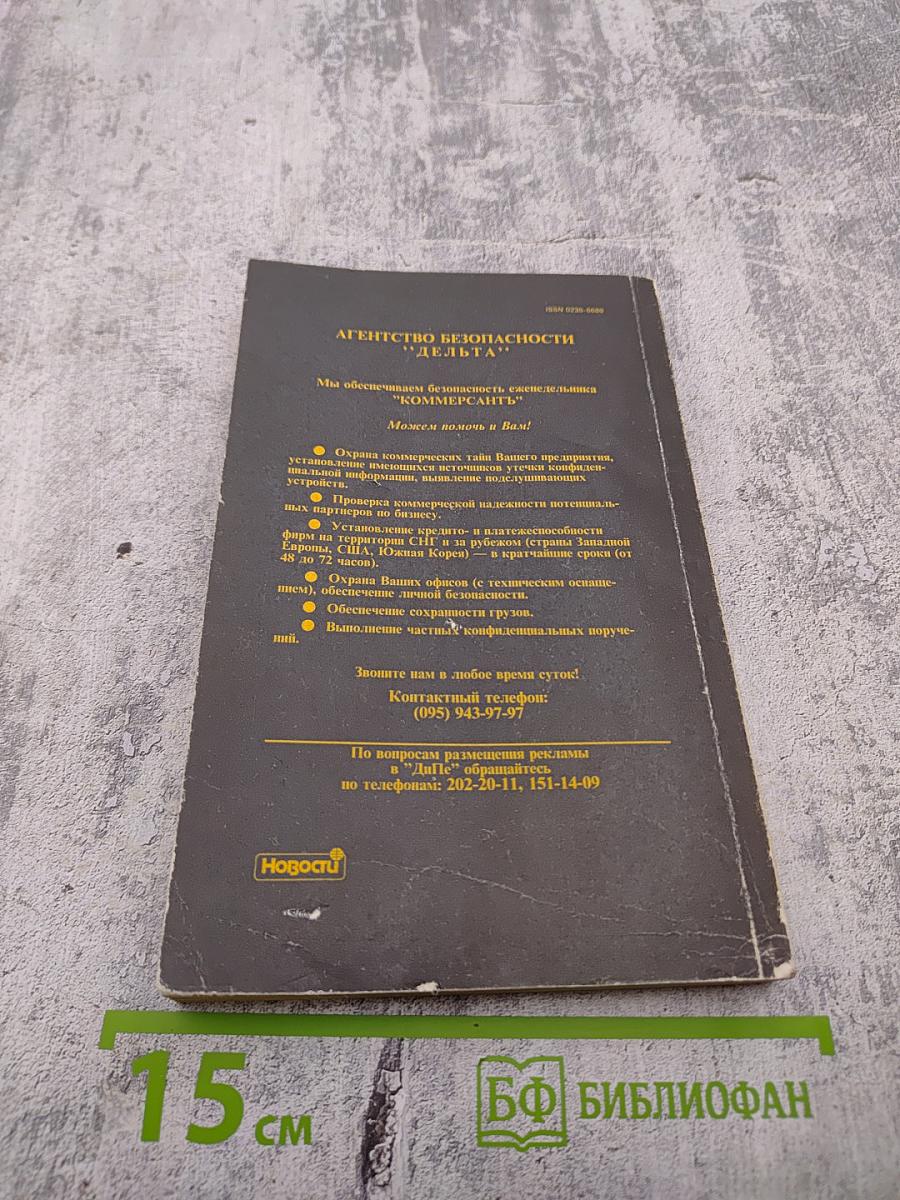 ISSN 0236-6686
АГЕНТСТВО БЕЗОПАСНОСТИ
"ДЕЛЬТА"
Мы обеспечиваем безопасность еженедельника
"КОММЕРСАНТЪ"
Можем помочь и Вам!
● Охрана коммерческих тайн Вашего предприятия,
установление имеющихся источников утечки конфиден-
циальной информации, выявление подслушивающих
устройств.
● Проверка коммерческой надежности потенциаль-
ных партнеров по бизнесу.
● Установление кредито- и платежеспособности
фирм на территории СНГ и за рубежом (страны Западной
Европы, США, Южная Корея) — в кратчайшие сроки (от
48 до 72 часов).
● Охрана Ваших офисов (с техническим оснаще-
нием), обеспечение личной безопасности.
● Обеспечение сохранности грузов.
● Выполнение частных конфиденциальных поруче-
ний.
Звоните нам в любое время суток!
Контактный телефон:
(095) 943-97-97
По вопросам размещения рекламы
в "ДиПе" обращайтесь
по телефонам: 202-20-11, 151-14-09
Новости
15 см
БФ БИБЛИОФАН